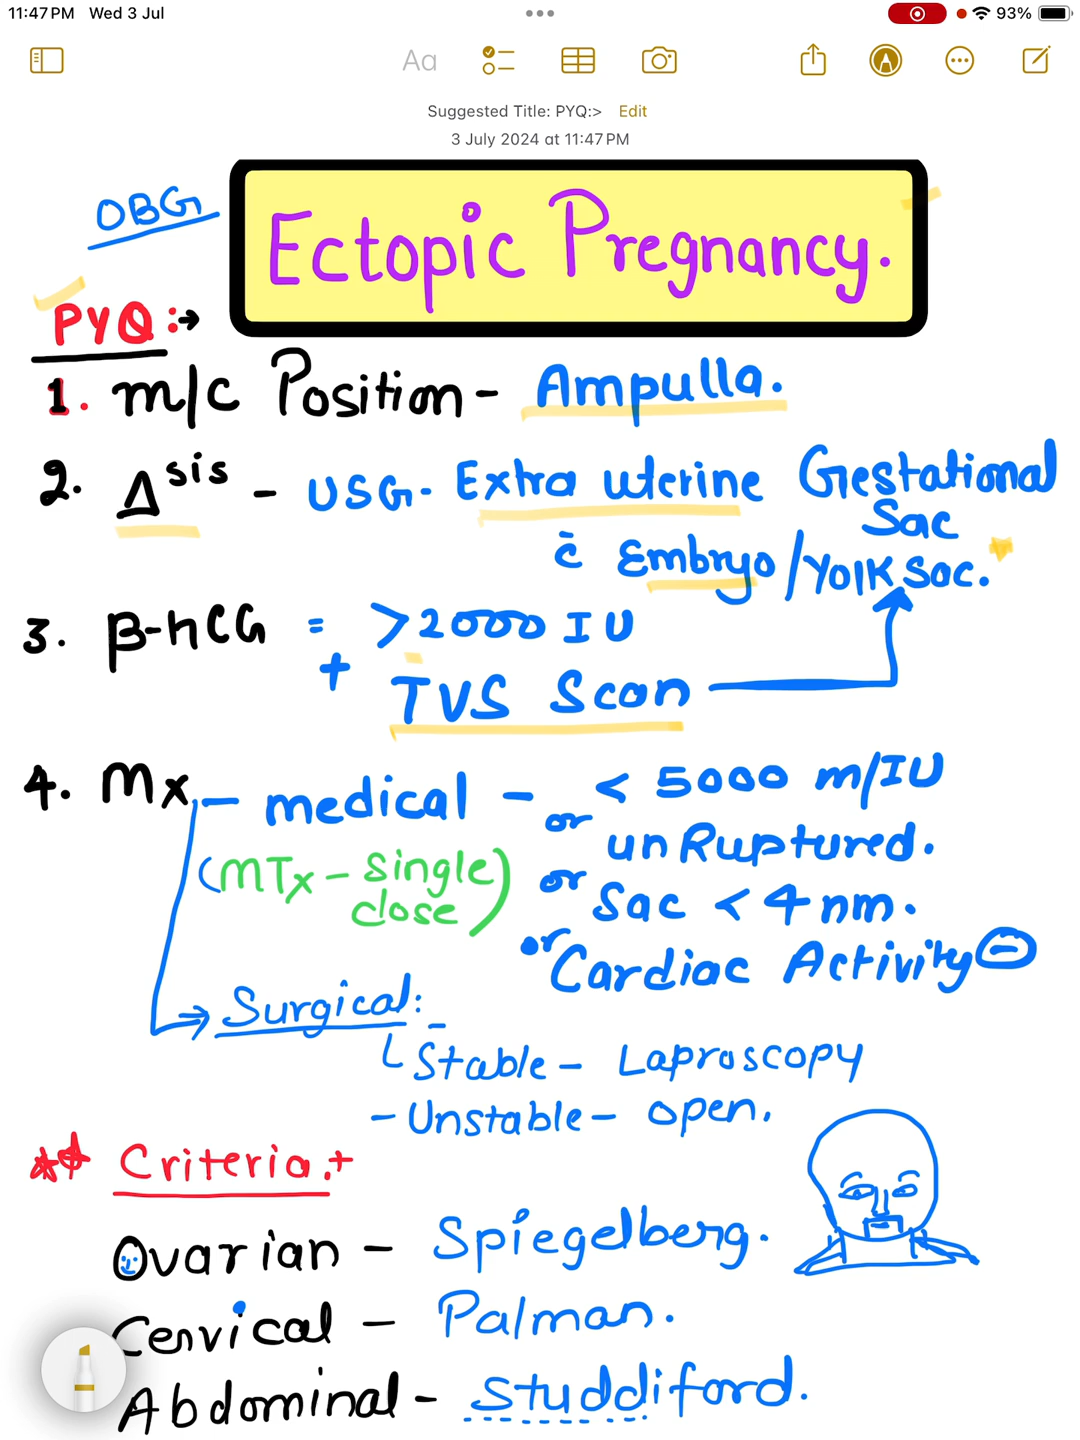 11:47 PM Wed 3 Jul
93%
Aa
Suggested Title: PYQ:> Edit
3 July 2024 at 11:47 PM
OBG
Ectopic Pregnancy.
PYQ :→
1. m/c Position - Ampulla.
2. Δsis - USG. Extra uterine Gestational Sac
c̄ Embryo / Yolk Sac.
3. β-hCG = >2000 IU
+ TVS Scan
4. Mx - medical - < 5000 m/IU
or unRuptured.
(MTx - single dose)
or Sac < 4 nm.
or Cardiac Activity ⊖
→ Surgical:-
Stable - Laproscopy
- Unstable - open.
** Criteria.+
Ovarian - Spiegelberg.
Cervical - Palman.
Abdominal - Studdiford.